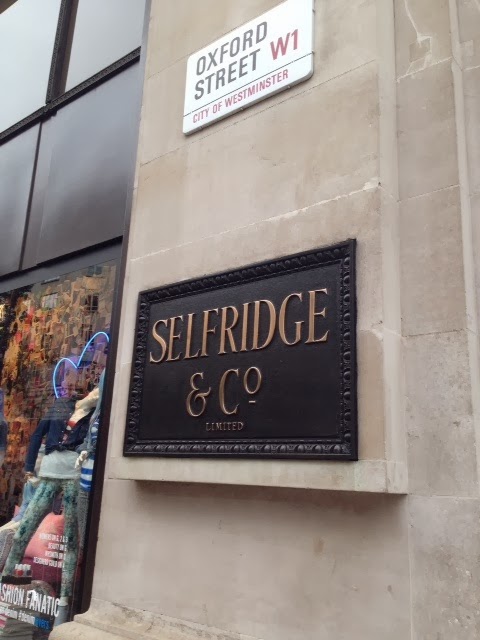 OXFORD
STREET W1
CITY OF WESTMINSTER
SELFRIDGE
& Co
LIMITED
FASHION FANATIC